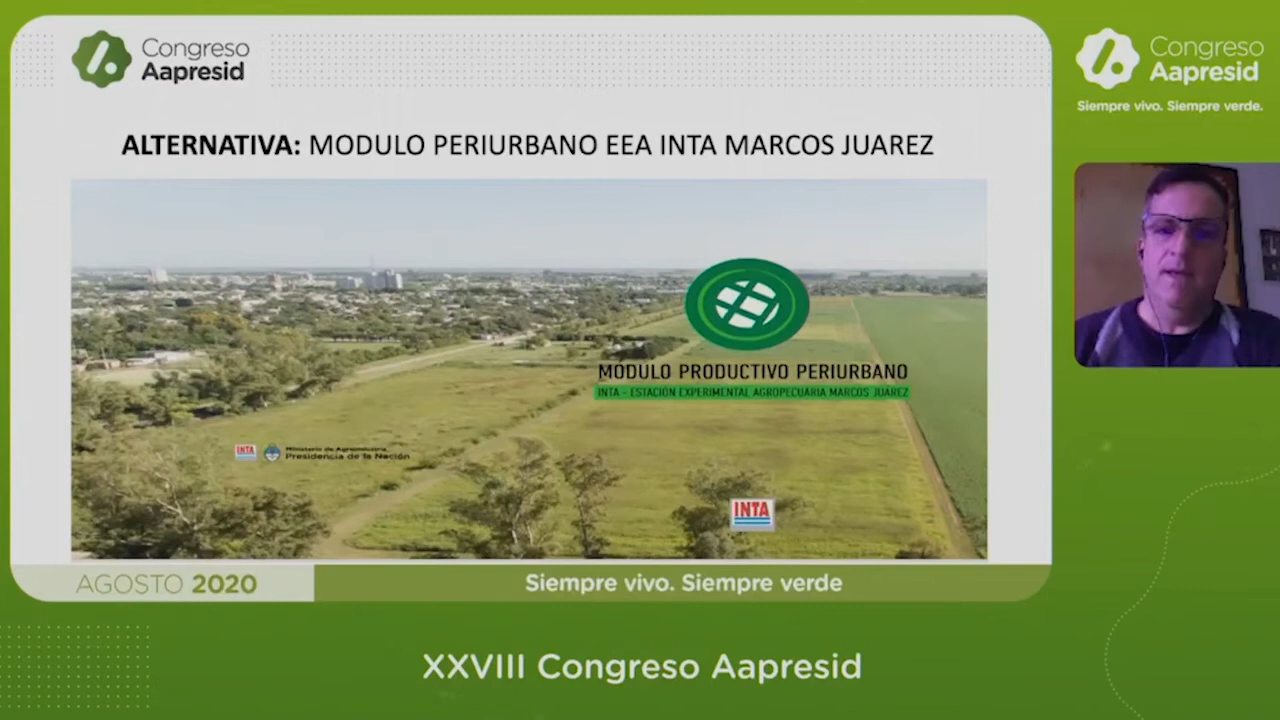 Congreso
Aapresid
ALTERNATIVA: MODULO PERIURBANO EEA INTA MARCOS JUAREZ
MÓDULO PRODUCTIVO PERIURBANO
INTA - ESTACIÓN EXPERIMENTAL AGROPECUARIA MARCOS JUÁREZ
INTA
Ministerio de Agroindustria
Presidencia de la Nación
INTA
AGOSTO 2020
Siempre vivo. Siempre verde
XXVIII Congreso Aapresid
Congreso
Aapresid
Siempre vivo. Siempre verde.